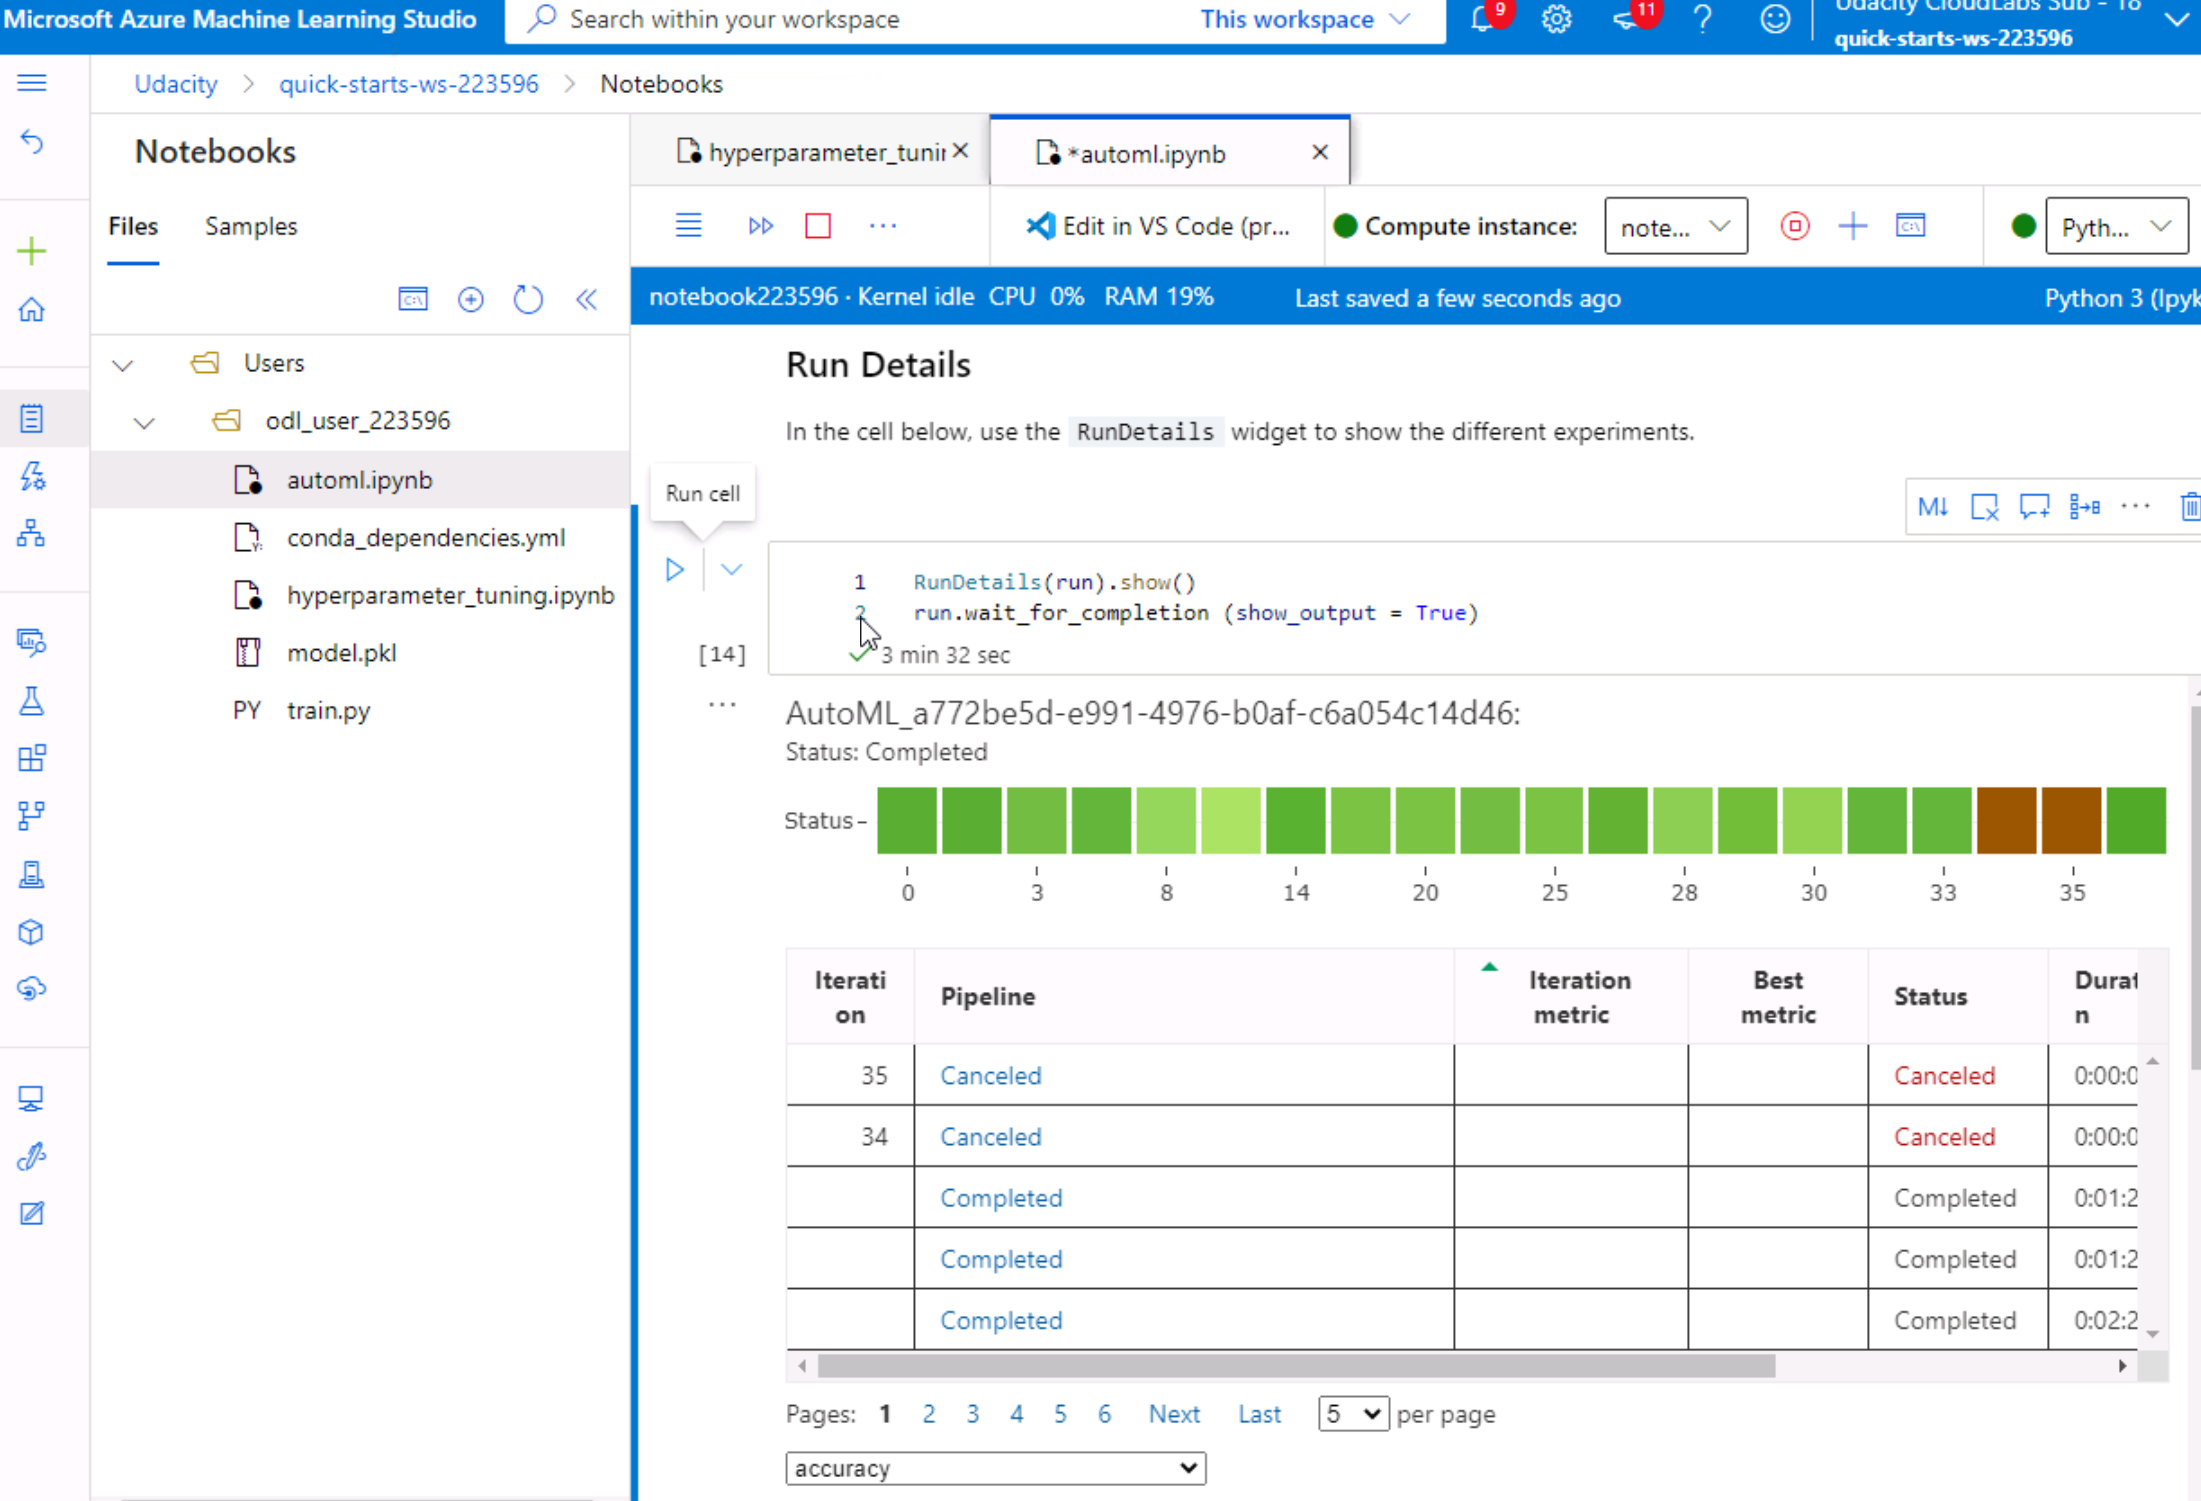 Microsoft Azure Machine Learning Studio
Search within your workspace
This workspace
9
11
Udacity CloudLabs Sub - 18
quick-starts-ws-223596
Udacity > quick-starts-ws-223596 > Notebooks
Notebooks
Files
Samples
Users
odl_user_223596
automl.ipynb
conda_dependencies.yml
hyperparameter_tuning.ipynb
model.pkl
PY train.py
hyperparameter_tunir
*automl.ipynb
Edit in VS Code (pr...
Compute instance:
note...
Pyth...
notebook223596 · Kernel idle CPU 0% RAM 19%
Last saved a few seconds ago
Python 3 (Ipyk
Run Details
In the cell below, use the RunDetails widget to show the different experiments.
Run cell
M↓
1 RunDetails(run).show()
2 run.wait_for_completion (show_output = True)
[14]
3 min 32 sec
AutoML_a772be5d-e991-4976-b0af-c6a054c14d46:
Status: Completed
Status
0 3 8 14 20 25 28 30 33 35
Iterati
on
Pipeline
Iteration
metric
Best
metric
Status
Durat
n
35 Canceled Canceled 0:00:0
34 Canceled Canceled 0:00:0
Completed Completed 0:01:2
Completed Completed 0:01:2
Completed Completed 0:02:2
Pages: 1 2 3 4 5 6 Next Last 5 per page
accuracy